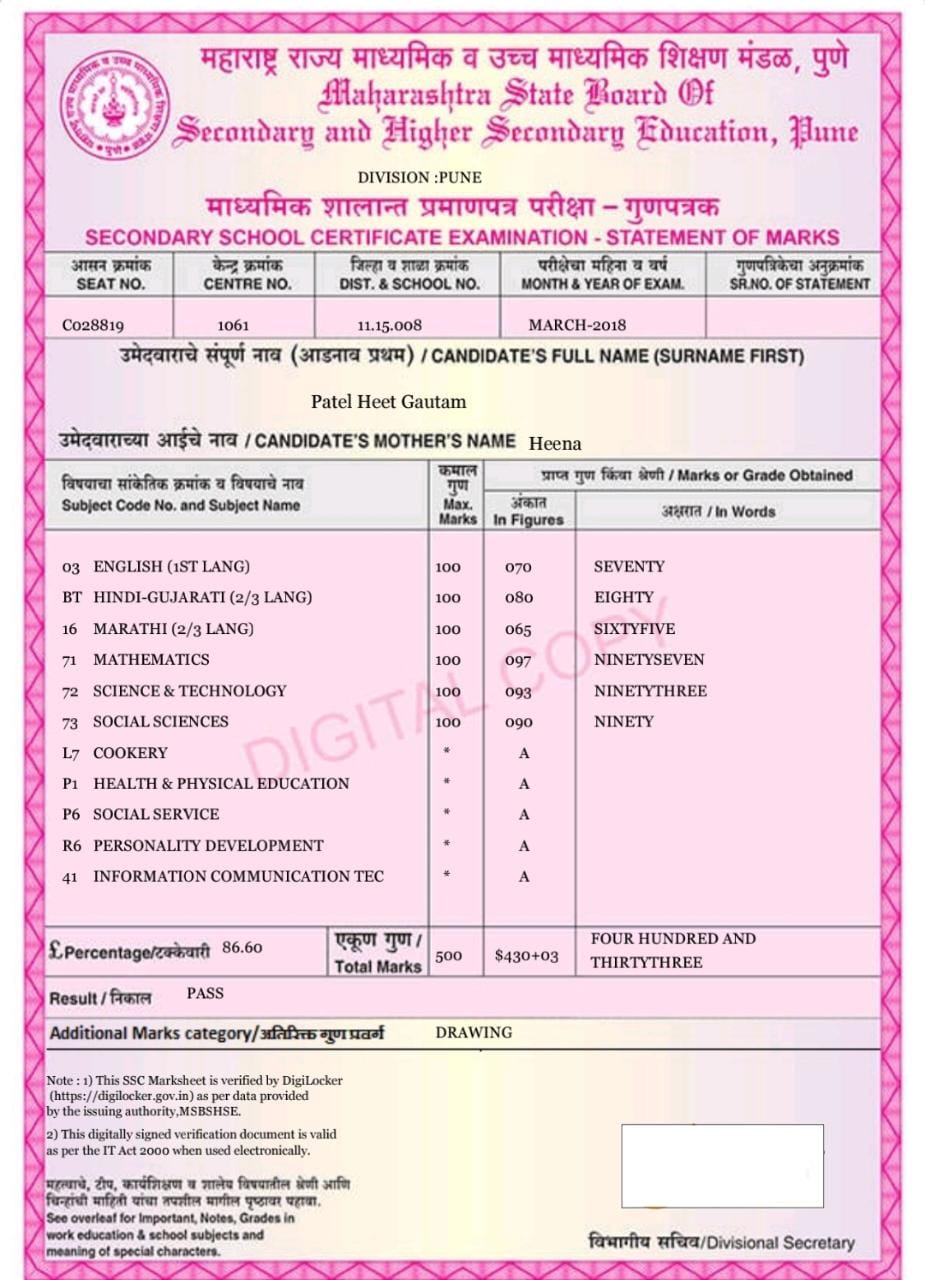 महाराष्ट्र राज्य माध्यमिक व उच्च माध्यमिक शिक्षण मंडळ, पुणे
Maharashtra State Board Of
Secondary and Higher Secondary Education, Pune
DIVISION :PUNE
माध्यमिक शालान्त प्रमाणपत्र परीक्षा – गुणपत्रक
SECONDARY SCHOOL CERTIFICATE EXAMINATION - STATEMENT OF MARKS
आसन क्रमांक केन्द्र क्रमांक जिल्हा व शाळा क्रमांक परीक्षेचा महिना व वर्ष गुणपत्रिकेचा अनुक्रमांक
SEAT NO. CENTRE NO. DIST. & SCHOOL NO. MONTH & YEAR OF EXAM. SR.NO. OF STATEMENT
C028819 1061 11.15.008 MARCH-2018
उमेदवाराचे संपूर्ण नाव (आडनाव प्रथम) / CANDIDATE'S FULL NAME (SURNAME FIRST)
Patel Heet Gautam
उमेदवाराच्या आईचे नाव / CANDIDATE'S MOTHER'S NAME Heena
विषयाचा सांकेतिक क्रमांक व विषयाचे नाव
Subject Code No. and Subject Name
कमाल
गुण
Max.
Marks
प्राप्त गुण किंवा श्रेणी / Marks or Grade Obtained
अंकात
In Figures
अक्षरात / In Words
03 ENGLISH (1ST LANG) 100 070 SEVENTY
BT HINDI-GUJARATI (2/3 LANG) 100 080 EIGHTY
16 MARATHI (2/3 LANG) 100 065 SIXTYFIVE
71 MATHEMATICS 100 097 NINETYSEVEN
72 SCIENCE & TECHNOLOGY 100 093 NINETYTHREE
73 SOCIAL SCIENCES 100 090 NINETY
L7 COOKERY * A
P1 HEALTH & PHYSICAL EDUCATION * A
P6 SOCIAL SERVICE * A
R6 PERSONALITY DEVELOPMENT * A
41 INFORMATION COMMUNICATION TEC * A
DIGITAL COPY
£ Percentage/टक्केवारी 86.60
एकूण गुण /
Total Marks
500 $430+03
FOUR HUNDRED AND
THIRTYTHREE
Result / निकाल PASS
Additional Marks category/अतिरिक्त गुण प्रवर्ग DRAWING
Note : 1) This SSC Marksheet is verified by DigiLocker
(https://digilocker.gov.in) as per data provided
by the issuing authority,MSBSHSE.
2) This digitally signed verification document is valid
as per the IT Act 2000 when used electronically.
महत्वाचे, टीप, कार्यशिक्षण व शालेय विषयातील श्रेणी आणि
चिन्हांची माहिती यांचा तपशील मागील पृष्ठावर पहावा.
See overleaf for Important, Notes, Grades in
work education & school subjects and
meaning of special characters.
विभागीय सचिव/Divisional Secretary